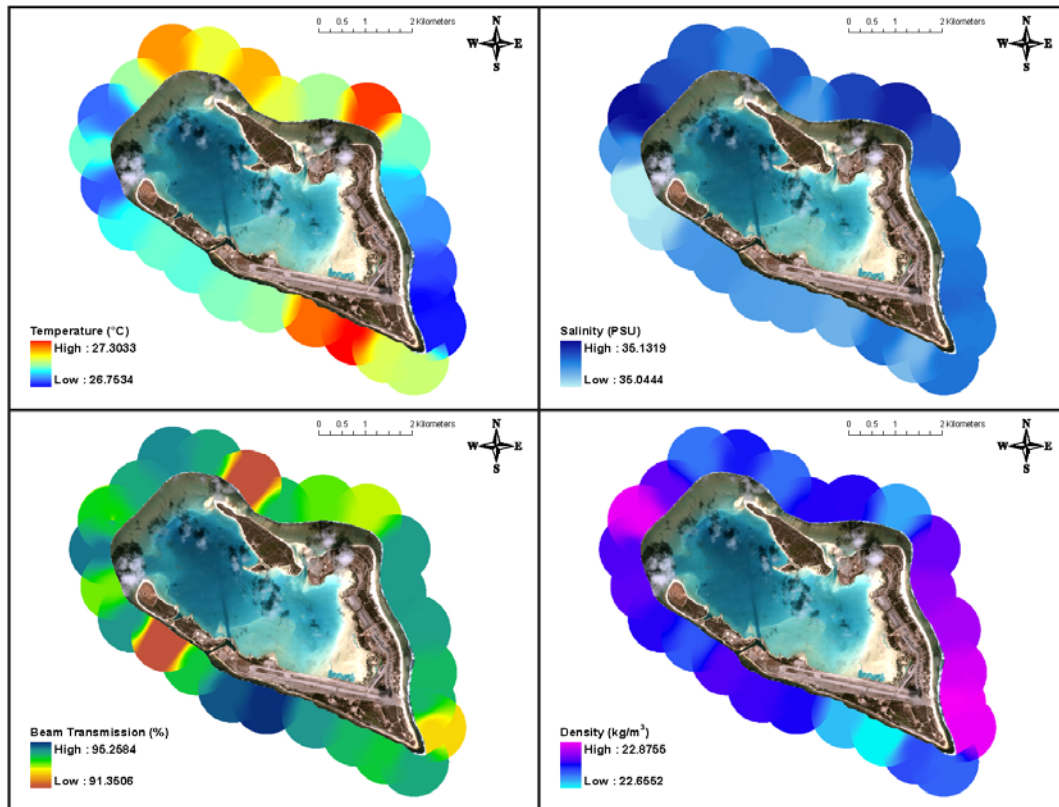 0 0.5 1 2 Kilometers
N
W E
S
Temperature (°C)
High : 27.3033
Low : 26.7534
0 0.5 1 2 Kilometers
N
W E
S
Salinity (PSU)
High : 35.1319
Low : 35.0444
0 0.5 1 2 Kilometers
N
W E
S
Beam Transmission (%)
High : 95.2584
Low : 91.3506
0 0.5 1 2 Kilometers
N
W E
S
Density (kg/m³)
High : 22.8755
Low : 22.6552